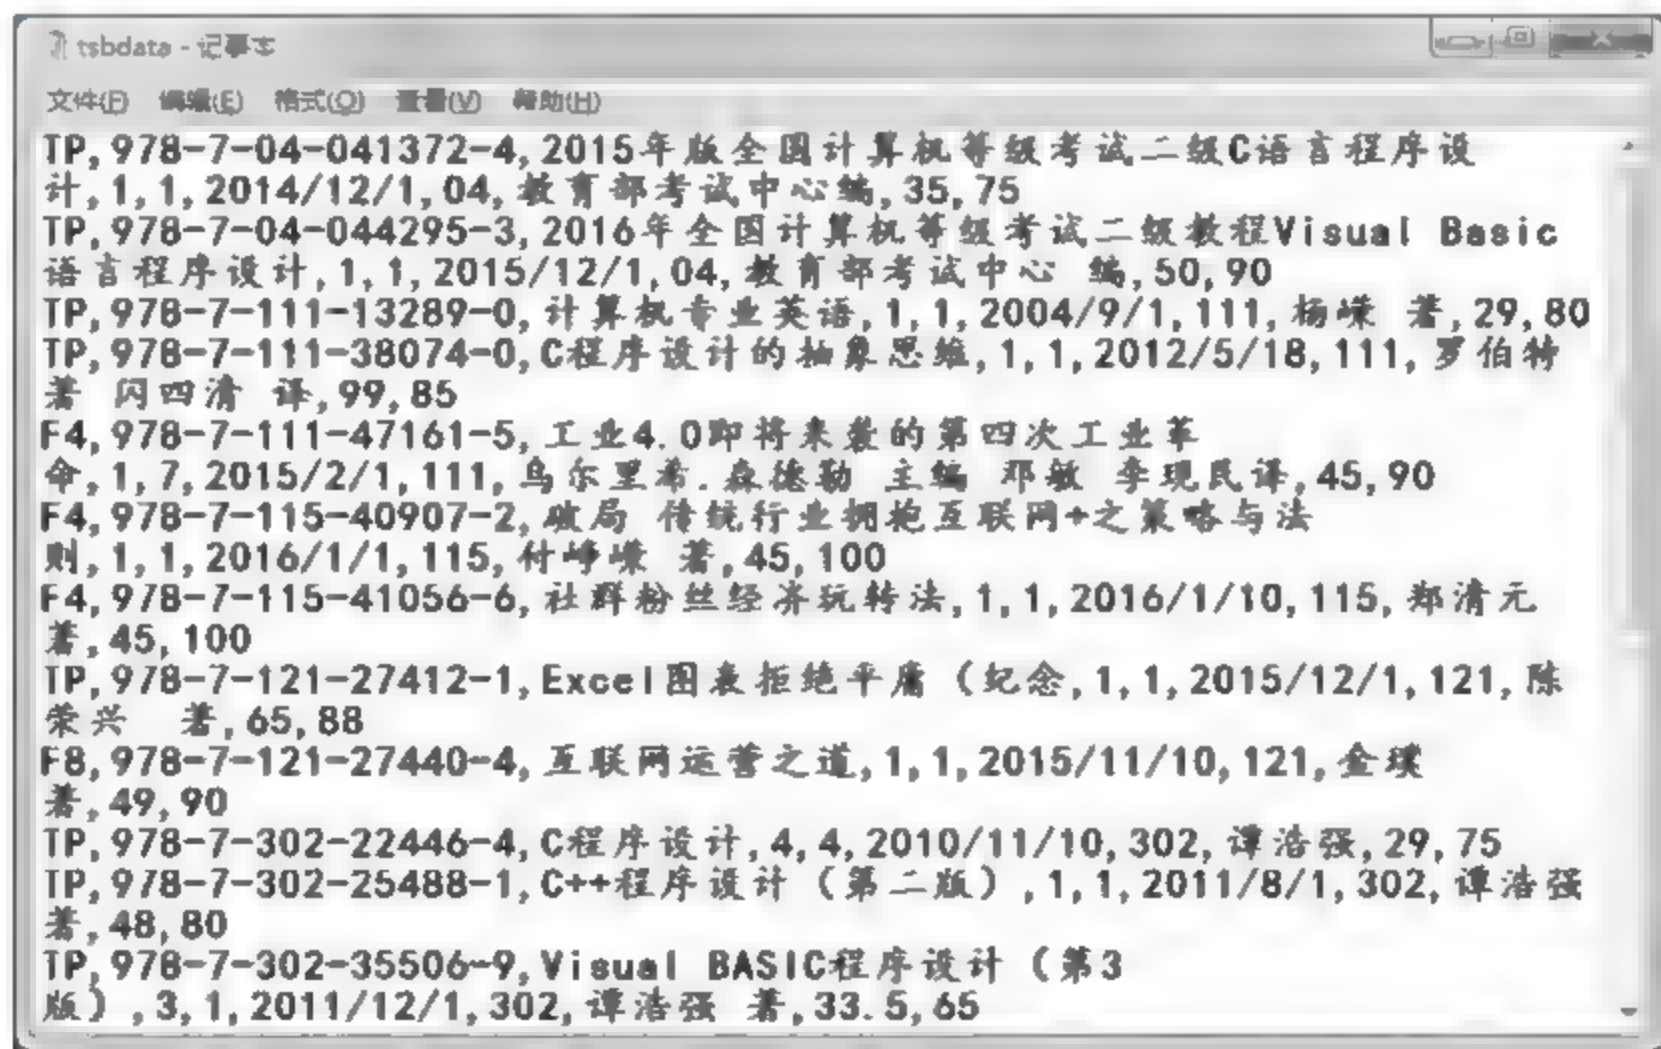 tsbdata - 记事本
文件(F) 编辑(E) 格式(O) 查看(V) 帮助(H)
TP,978-7-04-041372-4,2015年版全国计算机等级考试二级C语言程序设
计,1,1,2014/12/1,04,教育部考试中心编,35,75
TP,978-7-04-044295-3,2016年全国计算机等级考试二级教程Visual Basic
语言程序设计,1,1,2015/12/1,04,教育部考试中心 编,50,90
TP,978-7-111-13289-0,计算机专业英语,1,1,2004/9/1,111,杨嵘 著,29,80
TP,978-7-111-38074-0,C程序设计的抽象思维,1,1,2012/5/18,111,罗伯特
著 闪四清 译,99,85
F4,978-7-111-47161-5,工业4.0即将来袭的第四次工业革
命,1,7,2015/2/1,111,乌尔里希.森德勒 主编 邓敏 李现民译,45,90
F4,978-7-115-40907-2,破局 传统行业拥抱互联网+之策略与法
则,1,1,2016/1/1,115,付峥嵘 著,45,100
F4,978-7-115-41056-6,社群粉丝经济玩转法,1,1,2016/1/10,115,郑清元
著,45,100
TP,978-7-121-27412-1,Excel图表拒绝平庸（纪念,1,1,2015/12/1,121,陈
荣兴 著,65,88
F8,978-7-121-27440-4,互联网运营之道,1,1,2015/11/10,121,金璞
著,49,90
TP,978-7-302-22446-4,C程序设计,4,4,2010/11/10,302,谭浩强,29,75
TP,978-7-302-25488-1,C++程序设计（第二版）,1,1,2011/8/1,302,谭浩强
著,48,80
TP,978-7-302-35506-9,Visual BASIC程序设计（第3
版）,3,1,2011/12/1,302,谭浩强 著,33.5,65